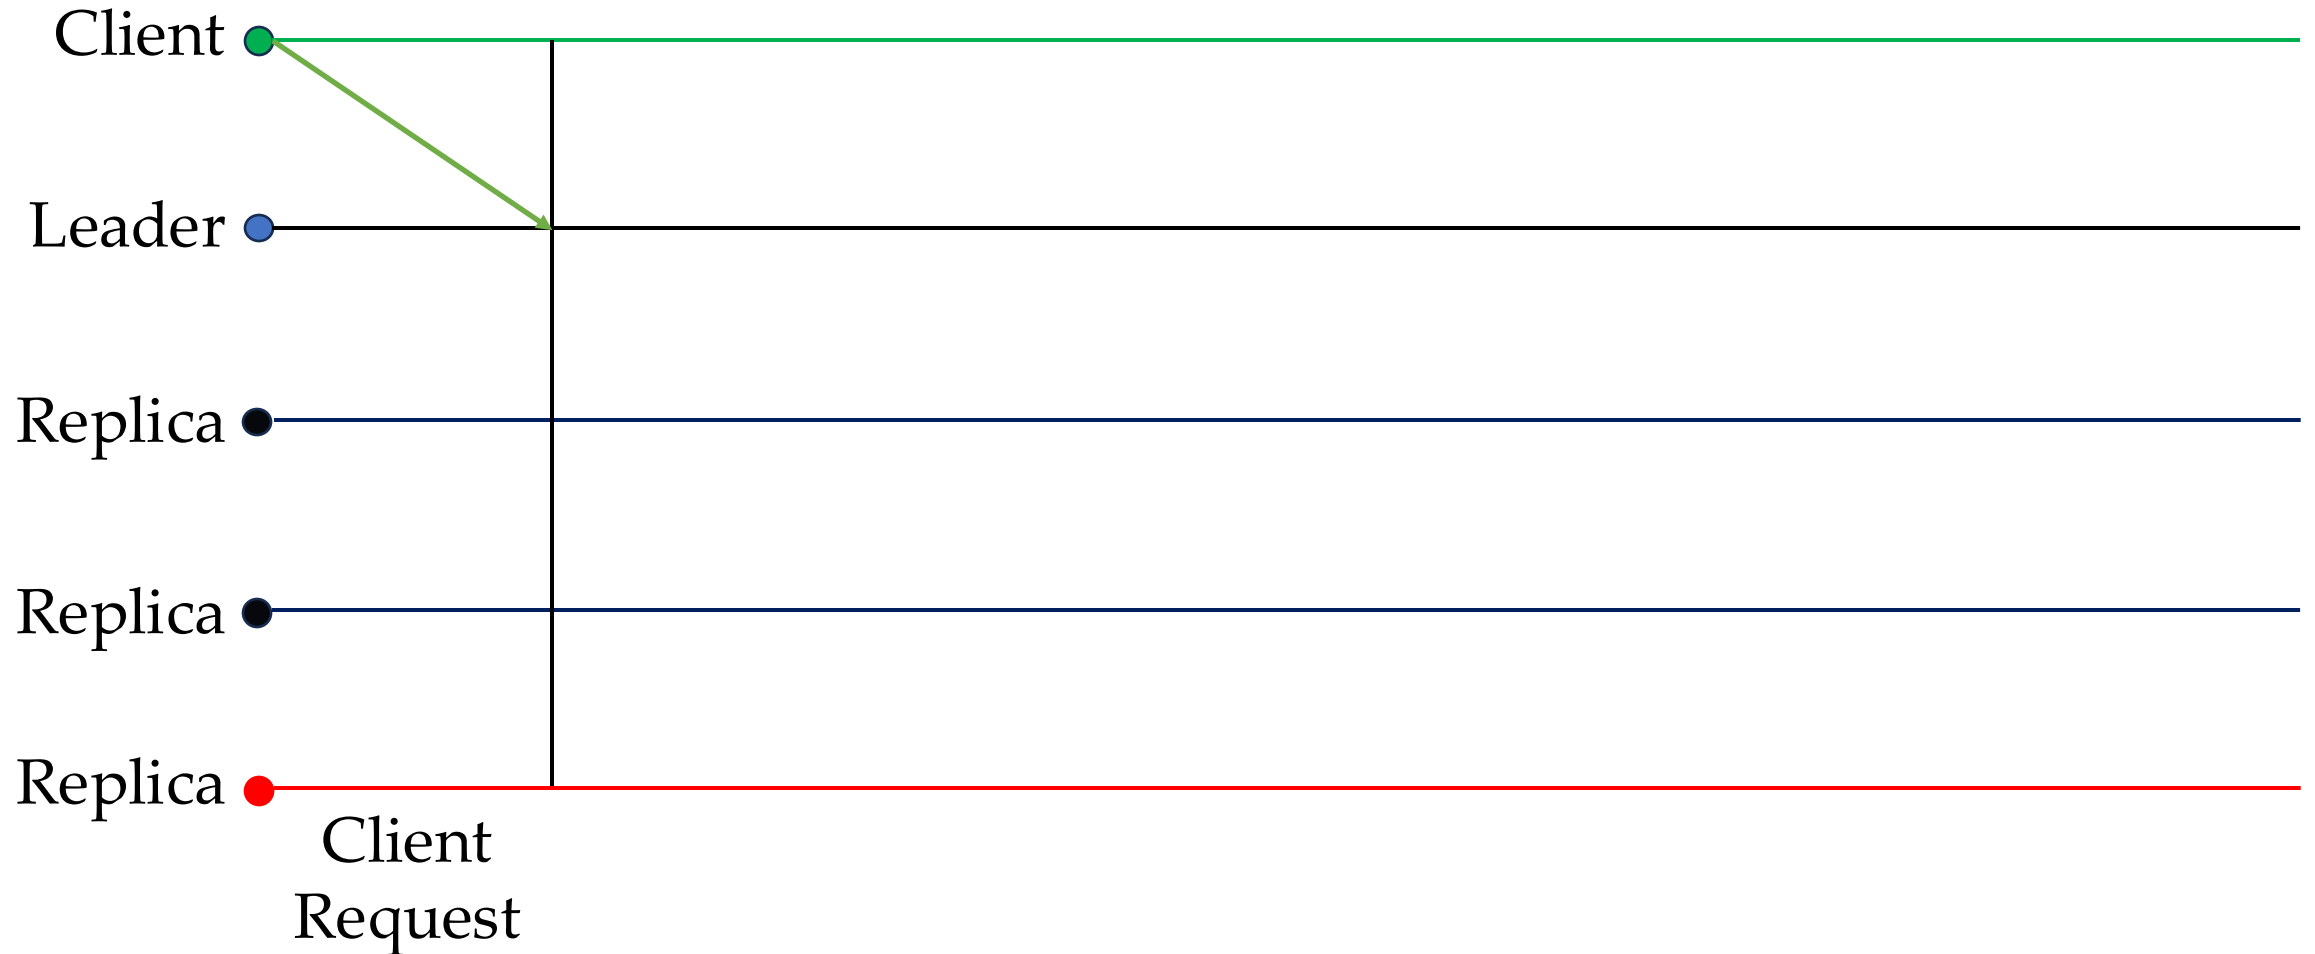 Client
Leader
Replica
Replica
Replica
Client
Request